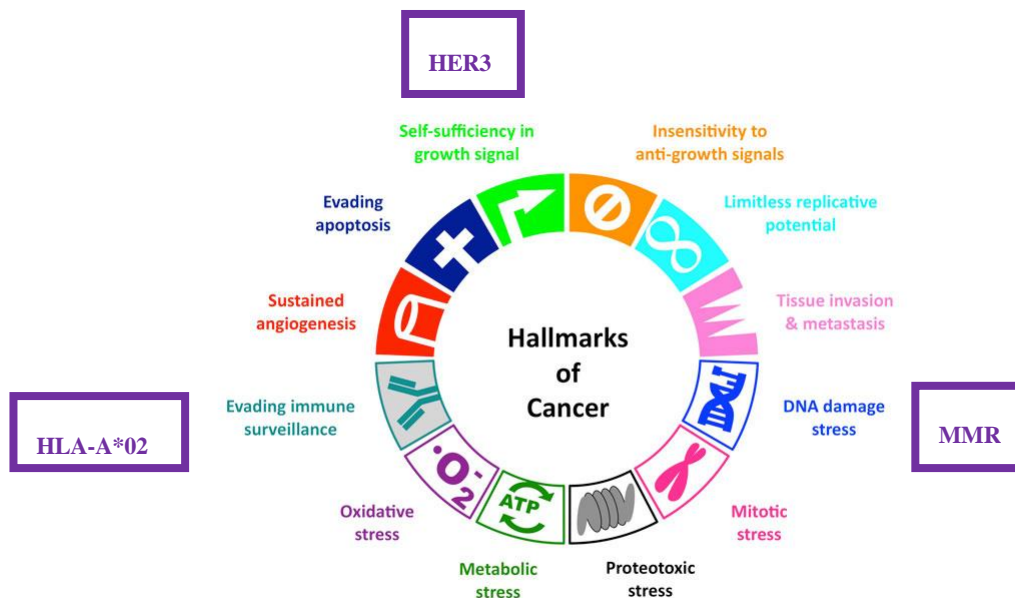 HER3
Self-sufficiency in
growth signal
Insensitivity to
anti-growth signals
Evading
apoptosis
Limitless replicative
potential
Sustained
angiogenesis
Tissue invasion
& metastasis
Hallmarks
of
Cancer
Evading immune
surveillance
DNA damage
stress
HLA-A*02
MMR
•O2-
Oxidative
stress
ATP
Mitotic
stress
Metabolic
stress
Proteotoxic
stress